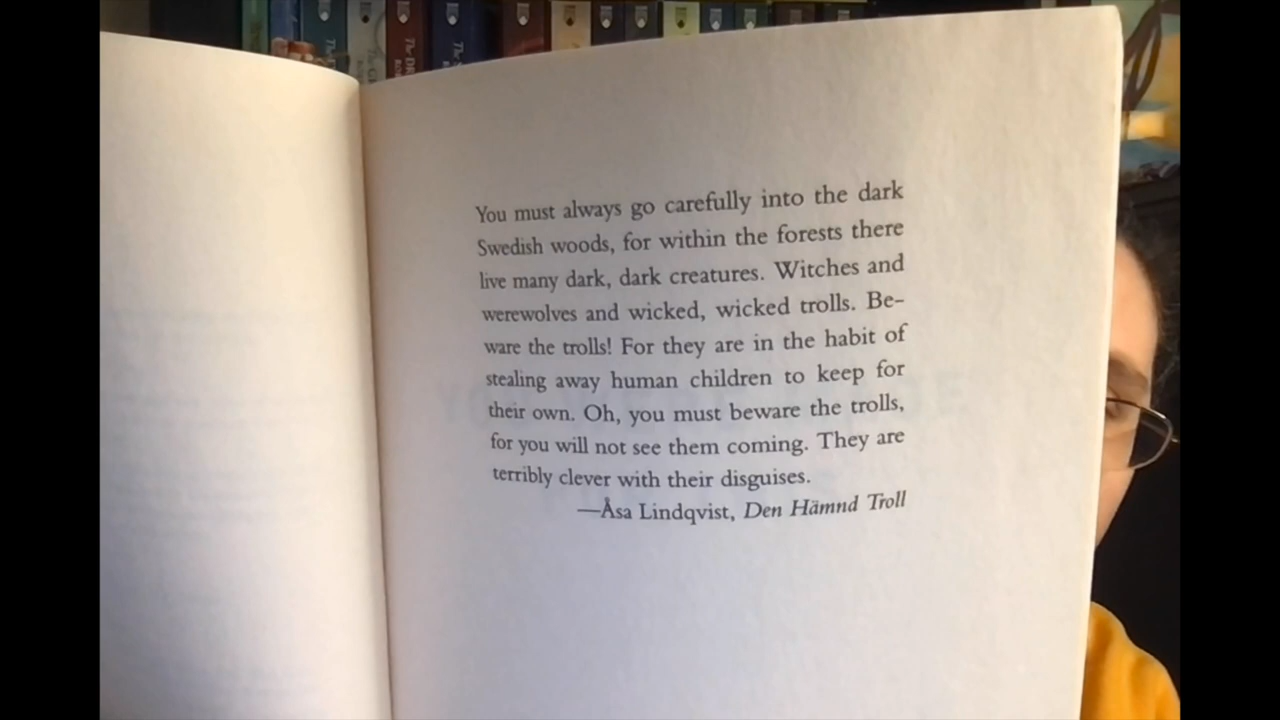 You must always go carefully into the dark
Swedish woods, for within the forests there
live many dark, dark creatures. Witches and
werewolves and wicked, wicked trolls. Be-
ware the trolls! For they are in the habit of
stealing away human children to keep for
their own. Oh, you must beware the trolls,
for you will not see them coming. They are
terribly clever with their disguises.
—Åsa Lindqvist, Den Hämnd Troll